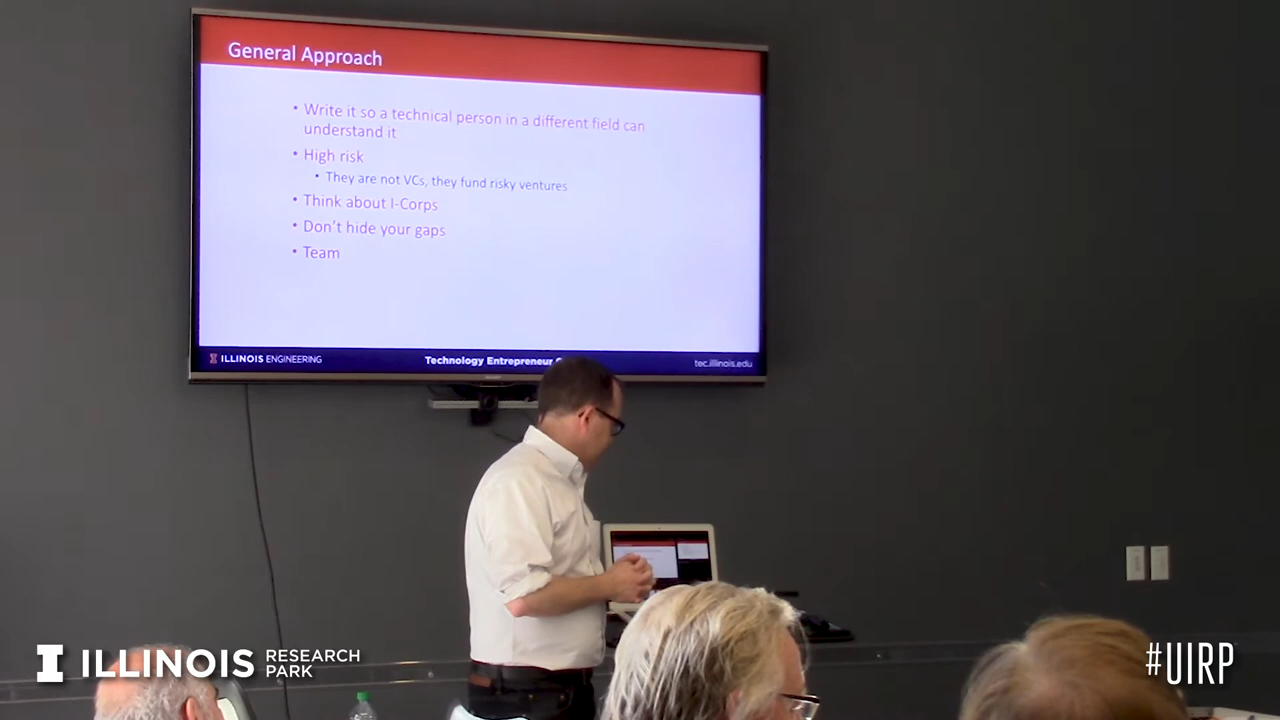 General Approach
• Write it so a technical person in a different field can
understand it
• High risk
• They are not VCs, they fund risky ventures
• Think about I-Corps
• Don't hide your gaps
• Team
ILLINOIS ENGINEERING
Technology Entrepreneur
tec.illinois.edu
ILLINOIS RESEARCH
PARK
#UIRP